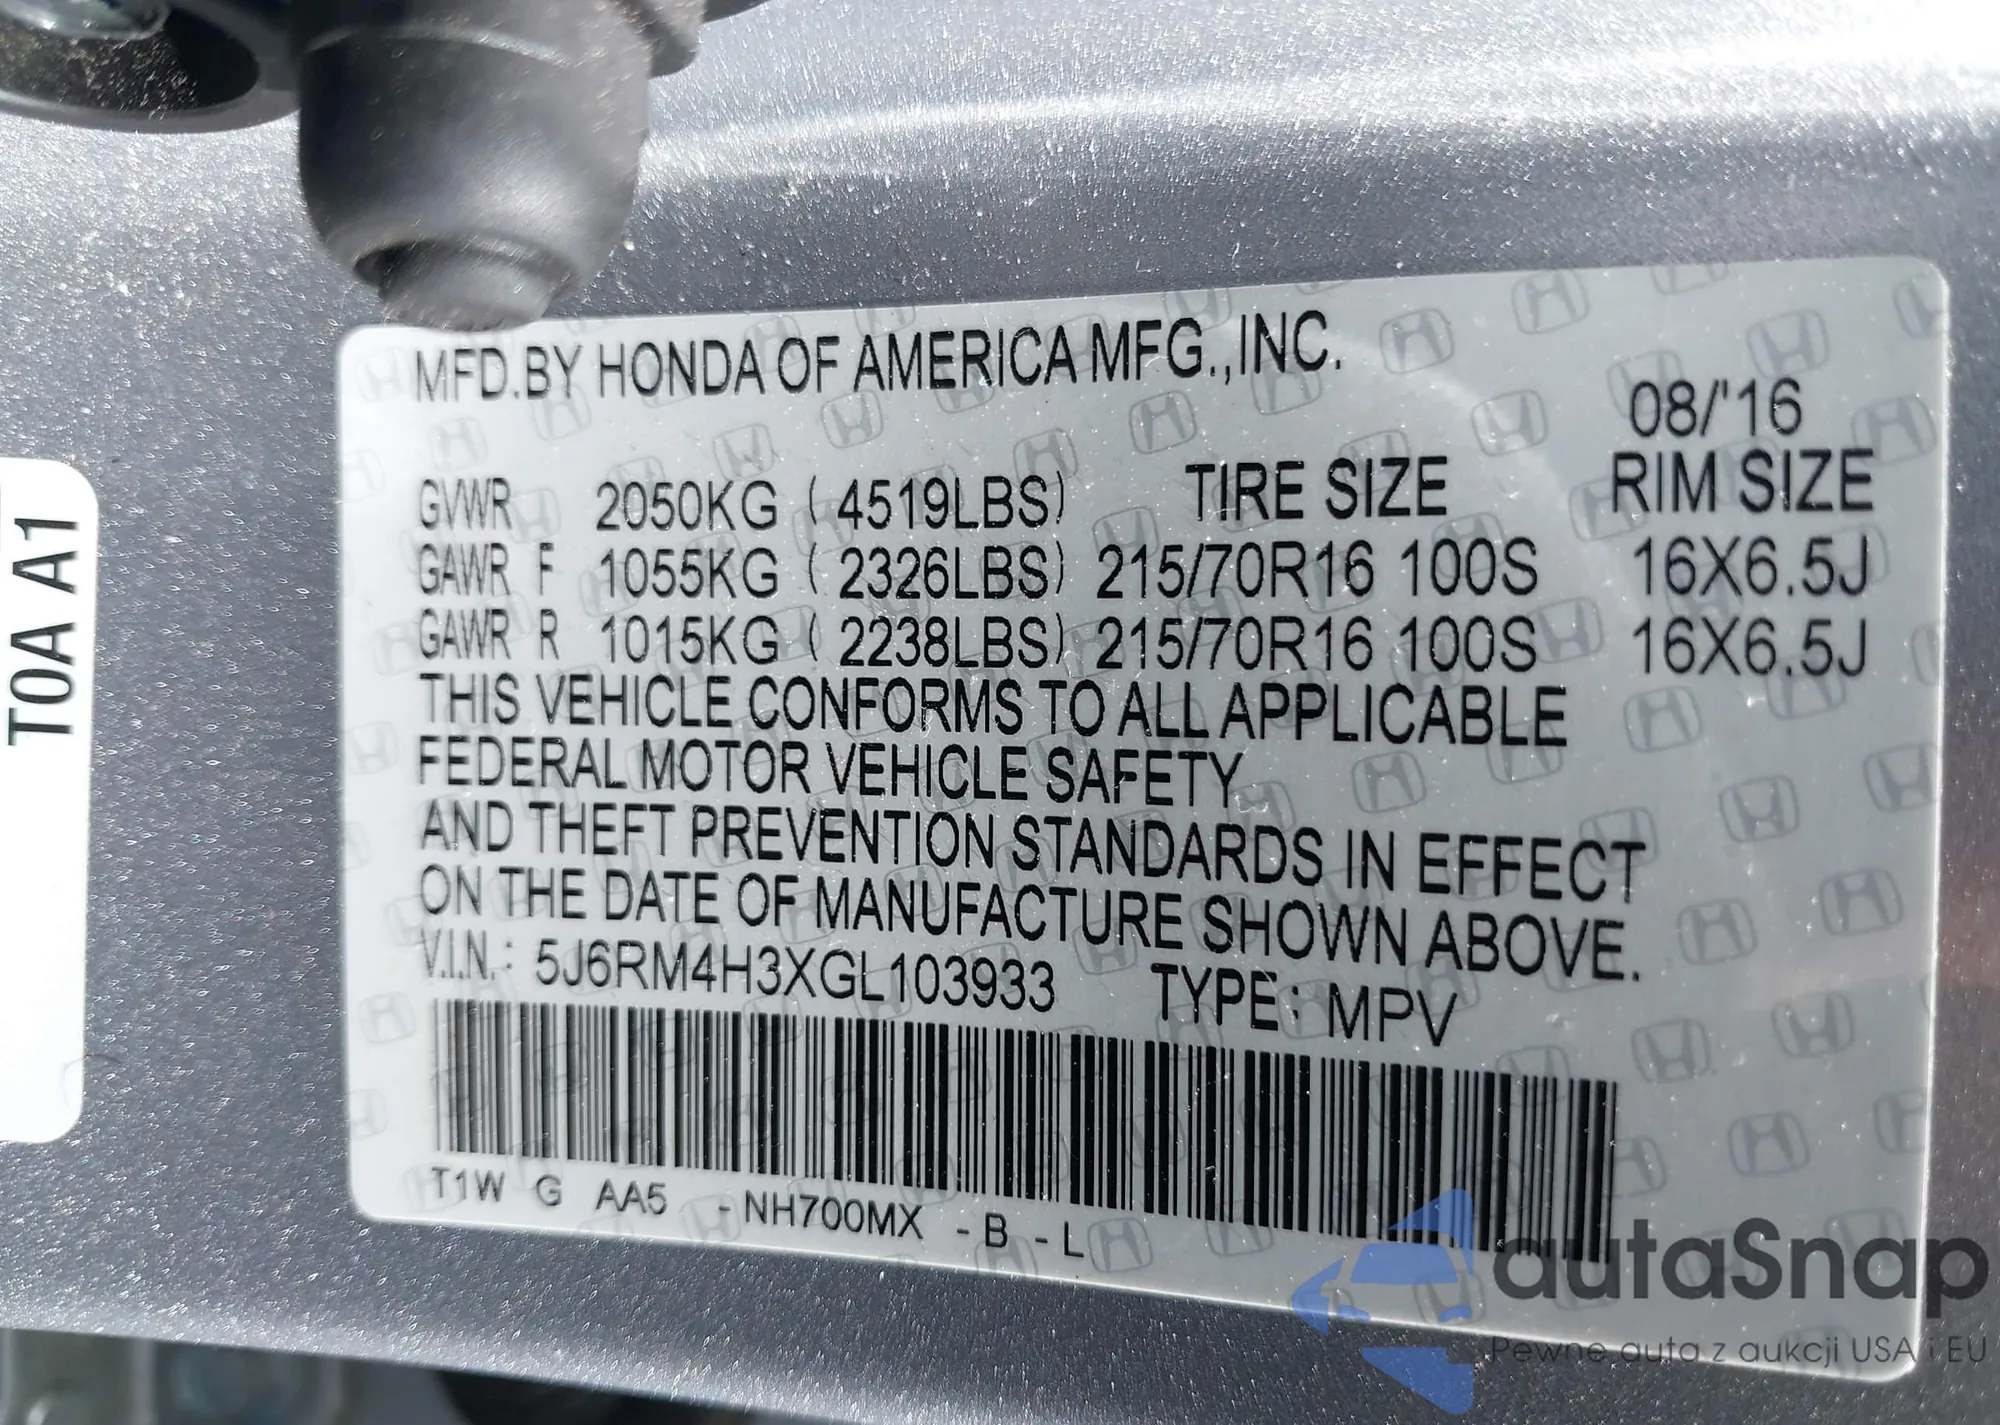 MFD.BY HONDA OF AMERICA MFG.,INC.
08/'16
GVWR 2050KG (4519LBS) TIRE SIZE RIM SIZE
GAWR F 1055KG (2326LBS) 215/70R16 100S 16X6.5J
GAWR R 1015KG (2238LBS) 215/70R16 100S 16X6.5J
THIS VEHICLE CONFORMS TO ALL APPLICABLE
FEDERAL MOTOR VEHICLE SAFETY
AND THEFT PREVENTION STANDARDS IN EFFECT
ON THE DATE OF MANUFACTURE SHOWN ABOVE.
V.I.N.: 5J6RM4H3XGL103933 TYPE: MPV
T1W G AA5 -NH700MX -B -L
T0A A1
autaSnap
Pewne auta z aukcji USA i EU